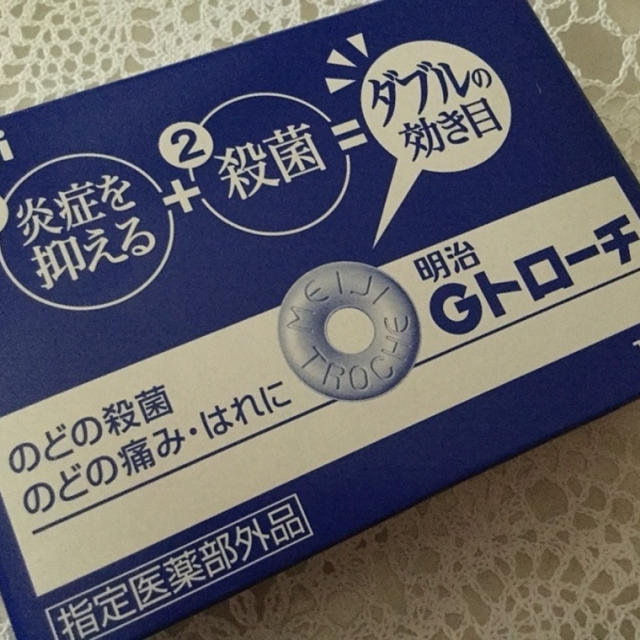 炎症を
抑える
+
2
殺菌
=
ダブルの
効き目
明治
Gトローチ
MEIJI
TROCHE
のどの殺菌
のどの痛み・はれに
指定医薬部外品